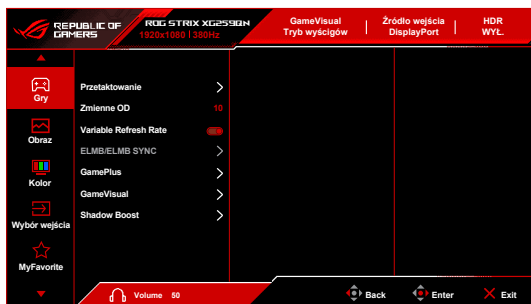 REPUBLIC OF
GAMERS
ROG STRIX XG259QN
1920x1080 | 380Hz
GameVisual
Tryb wyścigów
Źródło wejścia
DisplayPort
HDR
WYŁ.
Gry
Obraz
Kolor
Wybór wejścia
MyFavorite
Przetaktowanie
Zmienne OD 10
Variable Refresh Rate
ELMB/ELMB SYNC
GamePlus
GameVisual
Shadow Boost
Volume 50
Back
Enter
Exit